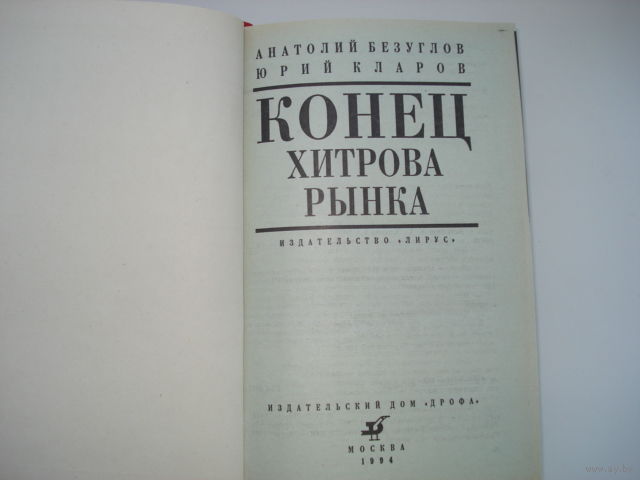 АНАТОЛИЙ БЕЗУГЛОВ
ЮРИЙ КЛАРОВ
КОНЕЦ
ХИТРОВА
РЫНКА
ИЗДАТЕЛЬСТВО «ЛИРУС»
ИЗДАТЕЛЬСКИЙ ДОМ «ДРОФА»
МОСКВА
1994